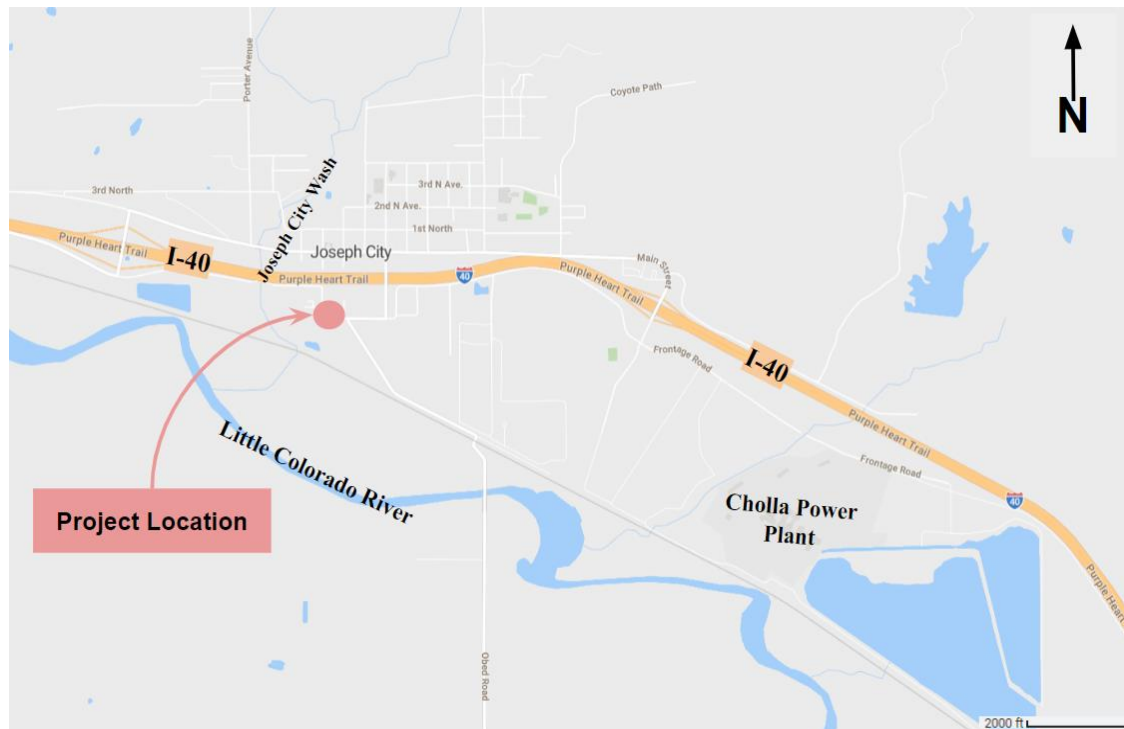 N
Porter Avenue
Coyote Path
Joseph City Wash
3rd North
3rd N Ave.
2nd N Ave.
1st North
Joseph City
Purple Heart Trail
I-40
Purple Heart Trail
40
Purple Heart Trail
Main Street
Frontage Road
I-40
Purple Heart Trail
Frontage Road
40
Purple Heart
Little Colorado River
Project Location
Cholla Power
Plant
Obed Road
2000 ft